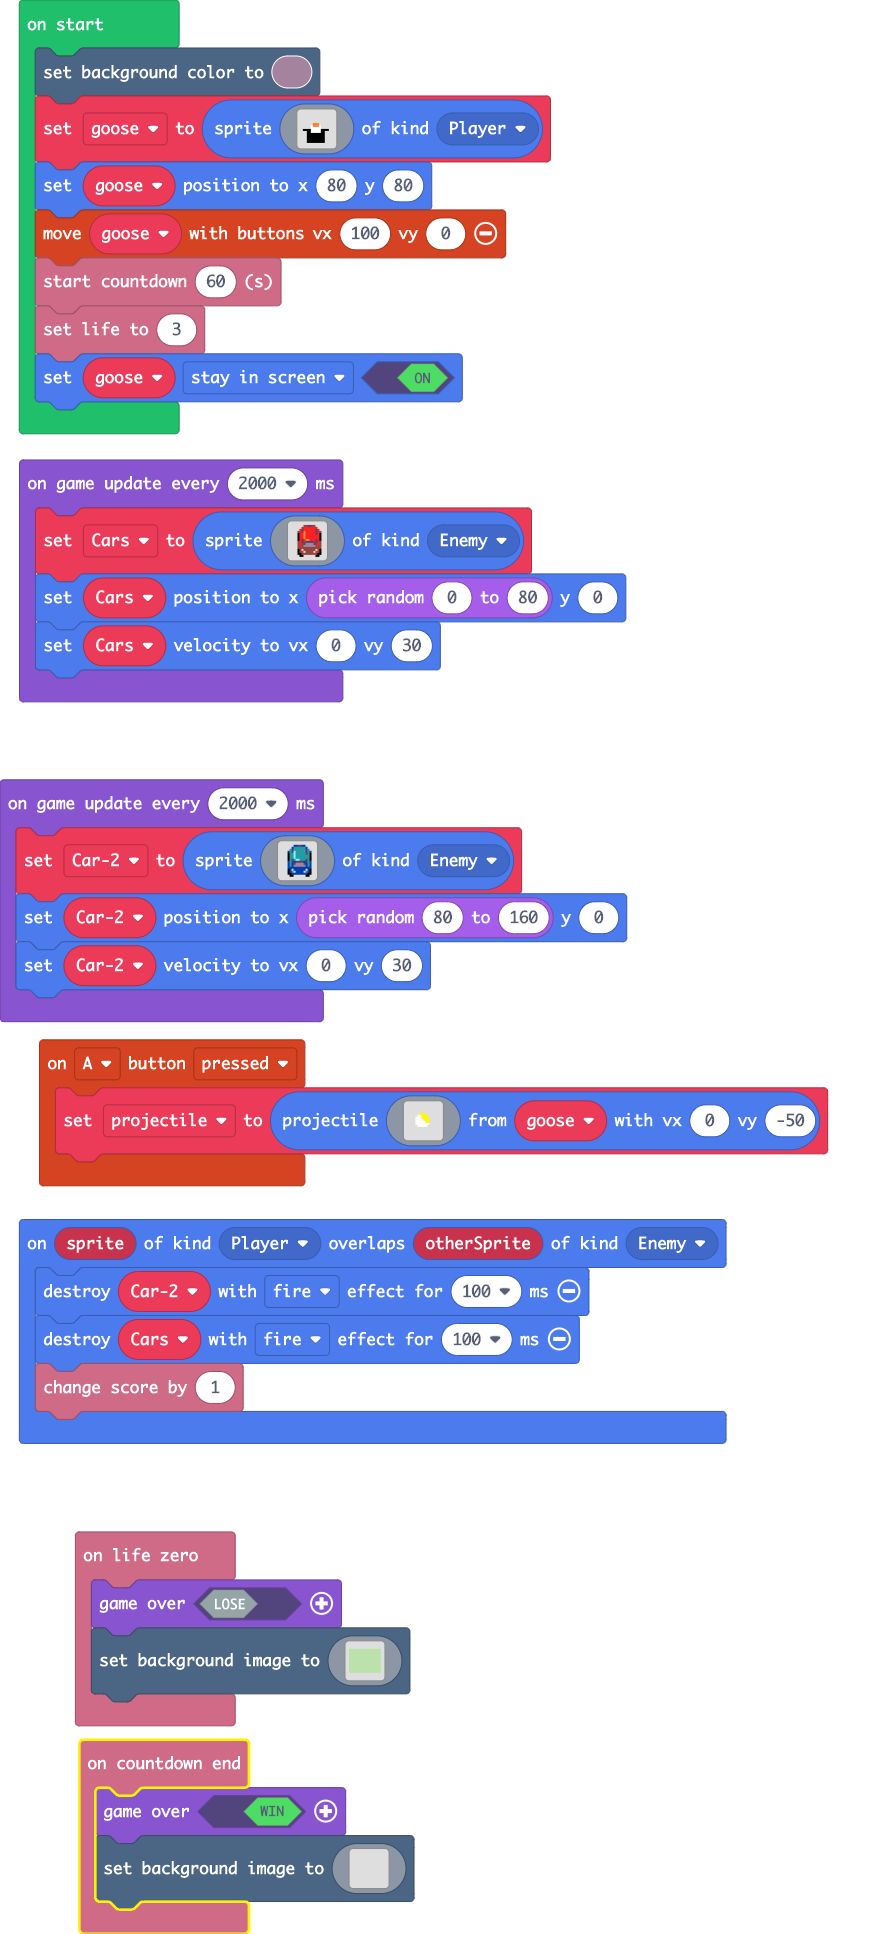 on start
set background color to
set goose to sprite of kind Player
set goose position to x 80 y 80
move goose with buttons vx 100 vy 0
start countdown 60 (s)
set life to 3
set goose stay in screen ON
on game update every 2000 ms
set Cars to sprite of kind Enemy
set Cars position to x pick random 0 to 80 y 0
set Cars velocity to vx 0 vy 30
on game update every 2000 ms
set Car-2 to sprite of kind Enemy
set Car-2 position to x pick random 80 to 160 y 0
set Car-2 velocity to vx 0 vy 30
on A button pressed
set projectile to projectile from goose with vx 0 vy -50
on sprite of kind Player overlaps otherSprite of kind Enemy
destroy Car-2 with fire effect for 100 ms
destroy Cars with fire effect for 100 ms
change score by 1
on life zero
game over LOSE
set background image to
on countdown end
game over WIN
set background image to